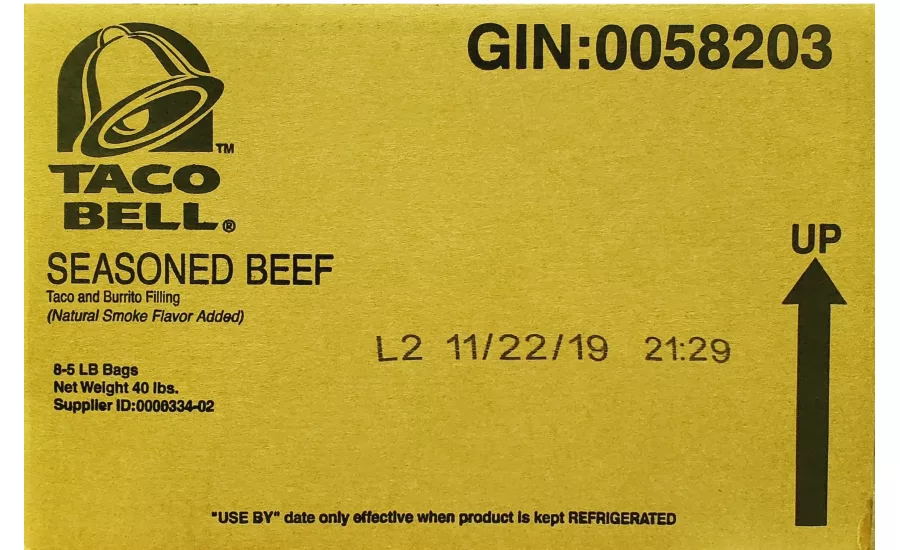 GIN:0058203
TM
TACO
BELL®
SEASONED BEEF
Taco and Burrito Filling
(Natural Smoke Flavor Added)
UP
L2 11/22/19 21:29
8-5 LB Bags
Net Weight 40 lbs.
Supplier ID:0006334-02
"USE BY" date only effective when product is kept REFRIGERATED